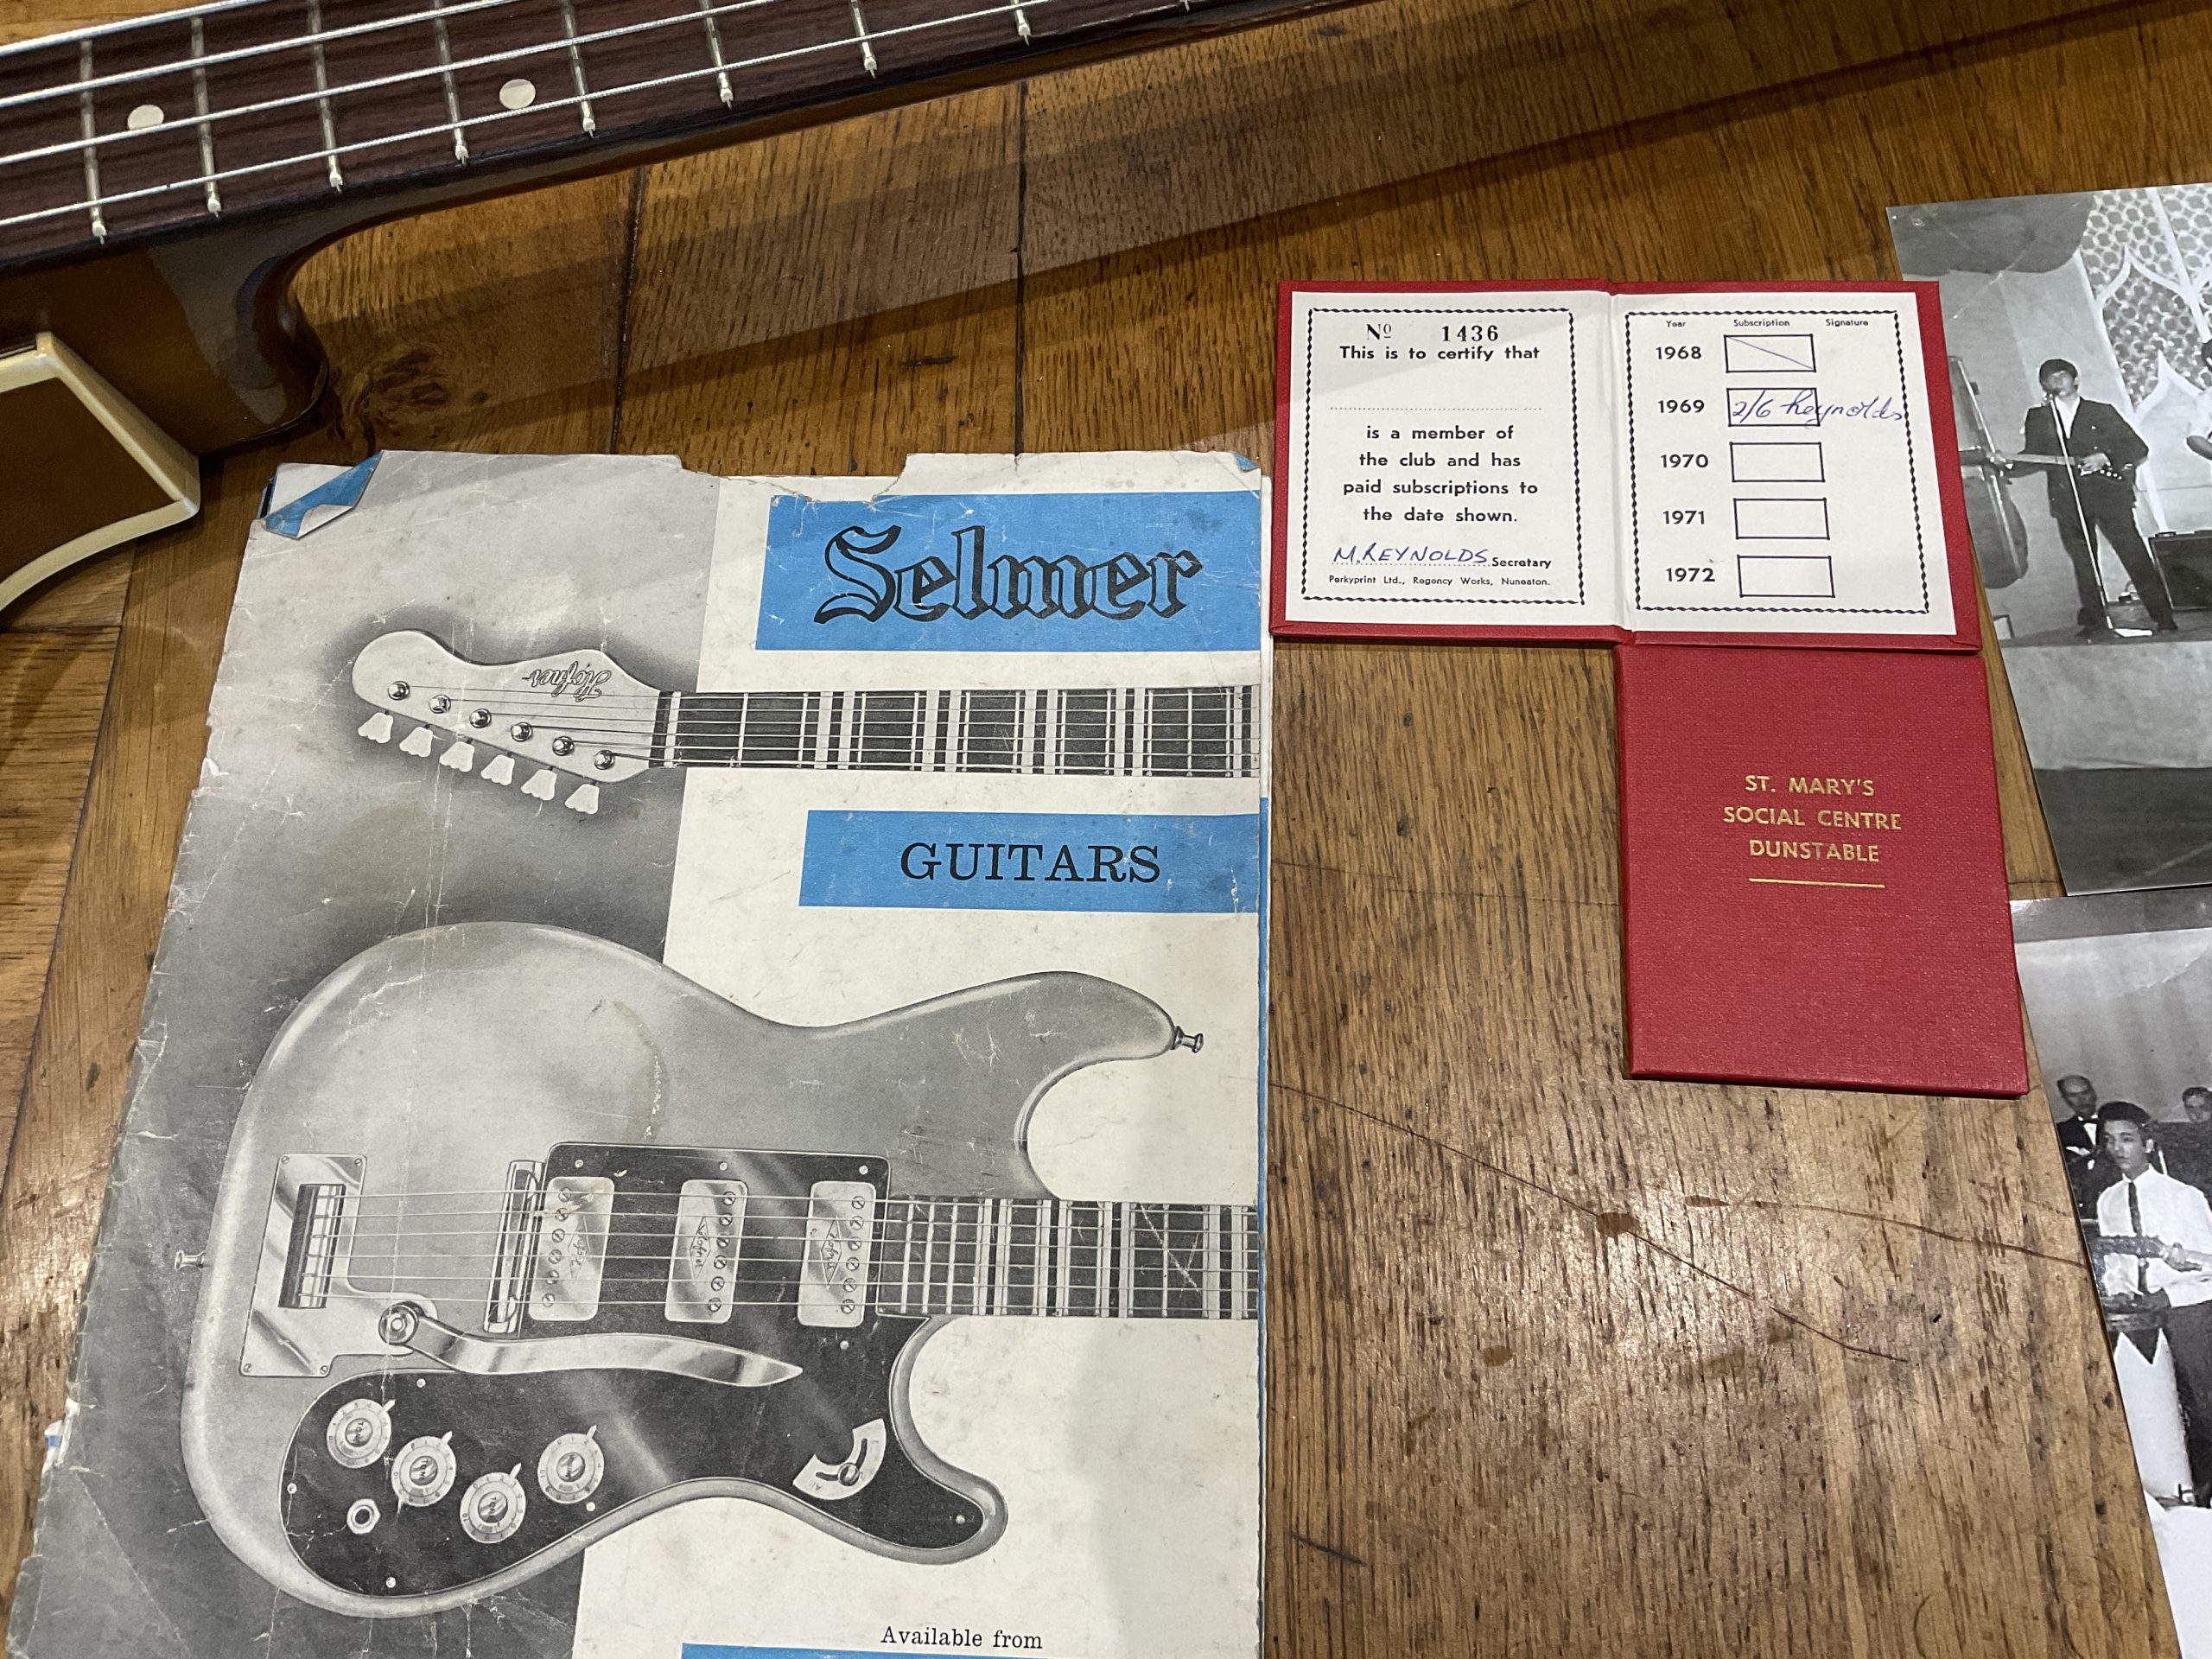 Selmer
Hofner
GUITARS
Available from
Nº 1436
This is to certify that
is a member of
the club and has
paid subscriptions to
the date shown.
M. REYNOLDS Secretary
Perkyprint Ltd., Regency Works, Nuneaton.
Year Subscription Signature
1968
1969 2/6 Reynolds
1970
1971
1972
ST. MARY'S
SOCIAL CENTRE
DUNSTABLE